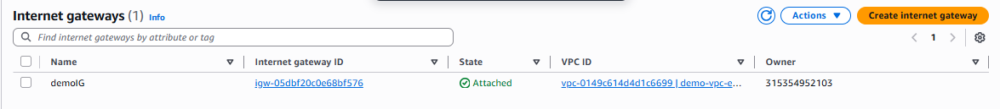 Internet gateways (1) Info
Actions
Create internet gateway
Find internet gateways by attribute or tag
1
Name Internet gateway ID State VPC ID Owner
demoIG igw-05dbf20c0e68bf576 Attached vpc-0149c614d4d1c6699 | demo-vpc-e... 315354952103